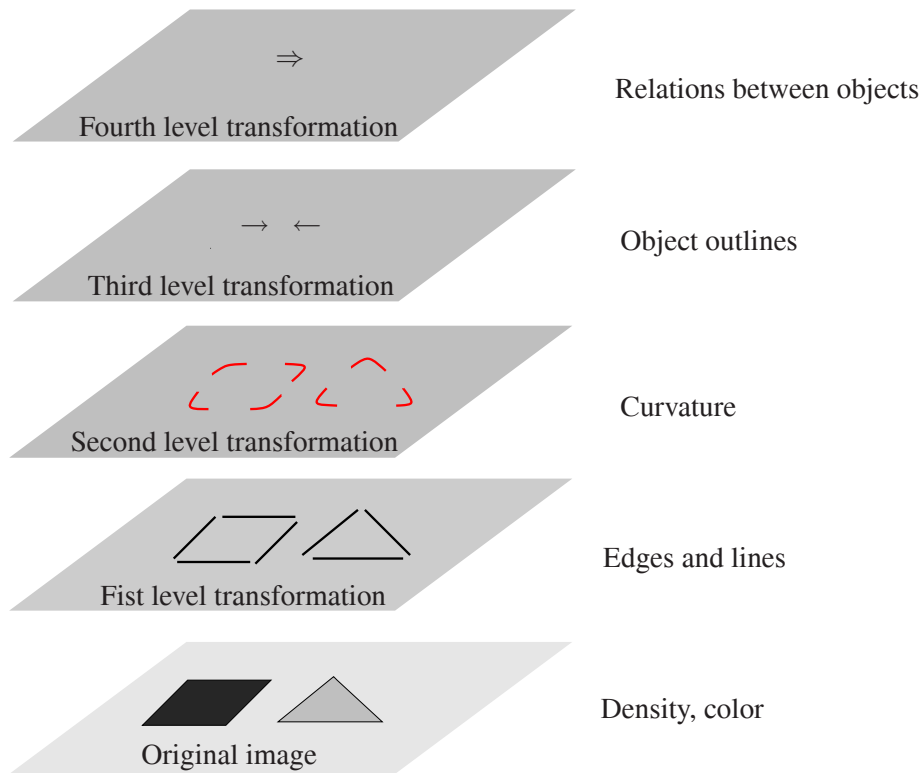 ⇒
Relations between objects
Fourth level transformation
→ ←
Object outlines
Third level transformation
Curvature
Second level transformation
Edges and lines
Fist level transformation
Density, color
Original image